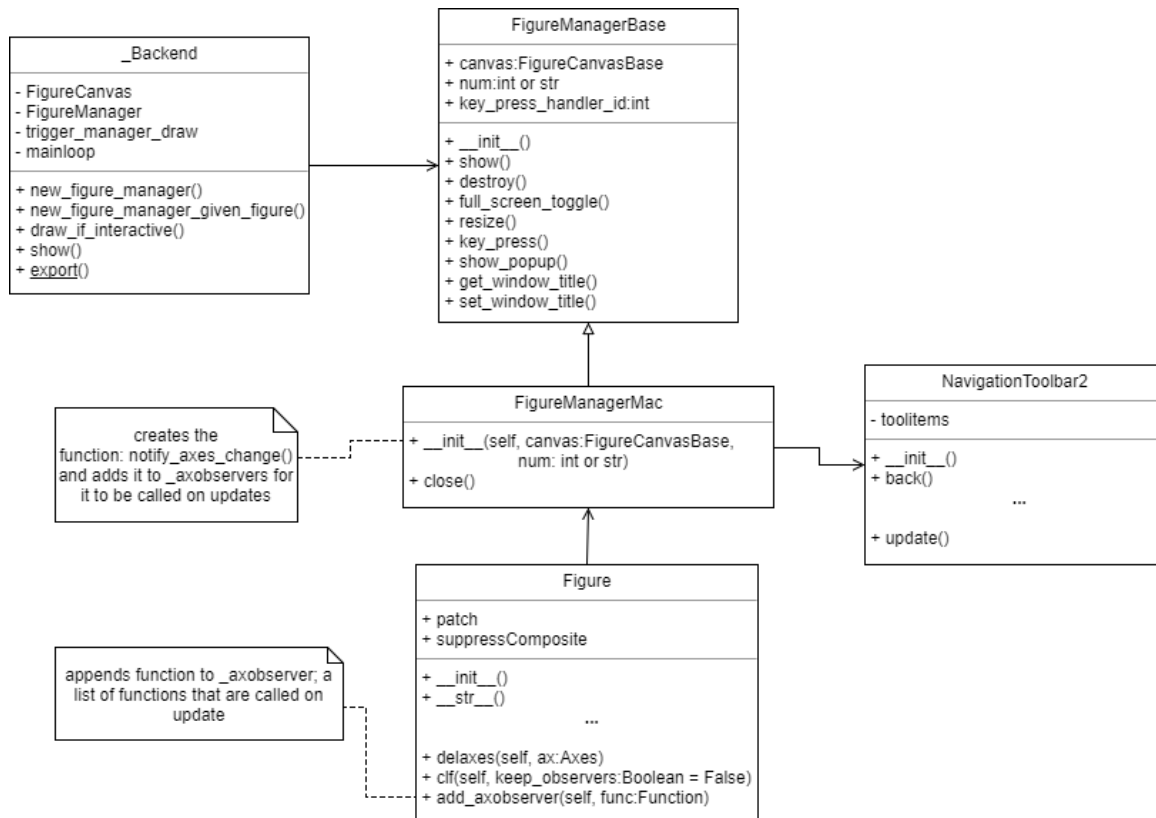 _Backend
- FigureCanvas
- FigureManager
- trigger_manager_draw
- mainloop
+ new_figure_manager()
+ new_figure_manager_given_figure()
+ draw_if_interactive()
+ show()
+ export()
FigureManagerBase
+ canvas:FigureCanvasBase
+ num:int or str
+ key_press_handler_id:int
+ __init__()
+ show()
+ destroy()
+ full_screen_toggle()
+ resize()
+ key_press()
+ show_popup()
+ get_window_title()
+ set_window_title()
creates the
function: notify_axes_change()
and adds it to _axobservers for
it to be called on updates
FigureManagerMac
+ __init__(self, canvas:FigureCanvasBase,
num: int or str)
+ close()
NavigationToolbar2
- toolitems
+ __init__()
+ back()
...
+ update()
appends function to _axobserver; a
list of functions that are called on
update
Figure
+ patch
+ suppressComposite
+ __init__()
+ __str__()
...
+ delaxes(self, ax:Axes)
+ clf(self, keep_observers:Boolean = False)
+ add_axobserver(self, func:Function)